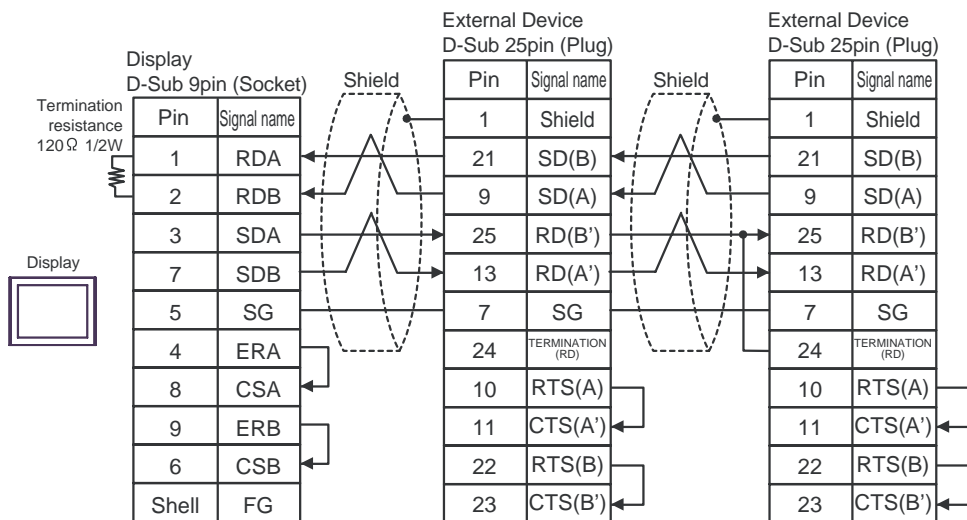 External Device
D-Sub 25pin (Plug)
External Device
D-Sub 25pin (Plug)
Display
D-Sub 9pin (Socket)
Shield
Shield
Termination
resistance
120Ω 1/2W
Pin Signal name
1 RDA
2 RDB
3 SDA
7 SDB
5 SG
4 ERA
8 CSA
9 ERB
6 CSB
Shell FG
Display
Pin Signal name
1 Shield
21 SD(B)
9 SD(A)
25 RD(B')
13 RD(A')
7 SG
24 TERMINATION
(RD)
10 RTS(A)
11 CTS(A')
22 RTS(B)
23 CTS(B')
Pin Signal name
1 Shield
21 SD(B)
9 SD(A)
25 RD(B')
13 RD(A')
7 SG
24 TERMINATION
(RD)
10 RTS(A)
11 CTS(A')
22 RTS(B)
23 CTS(B')